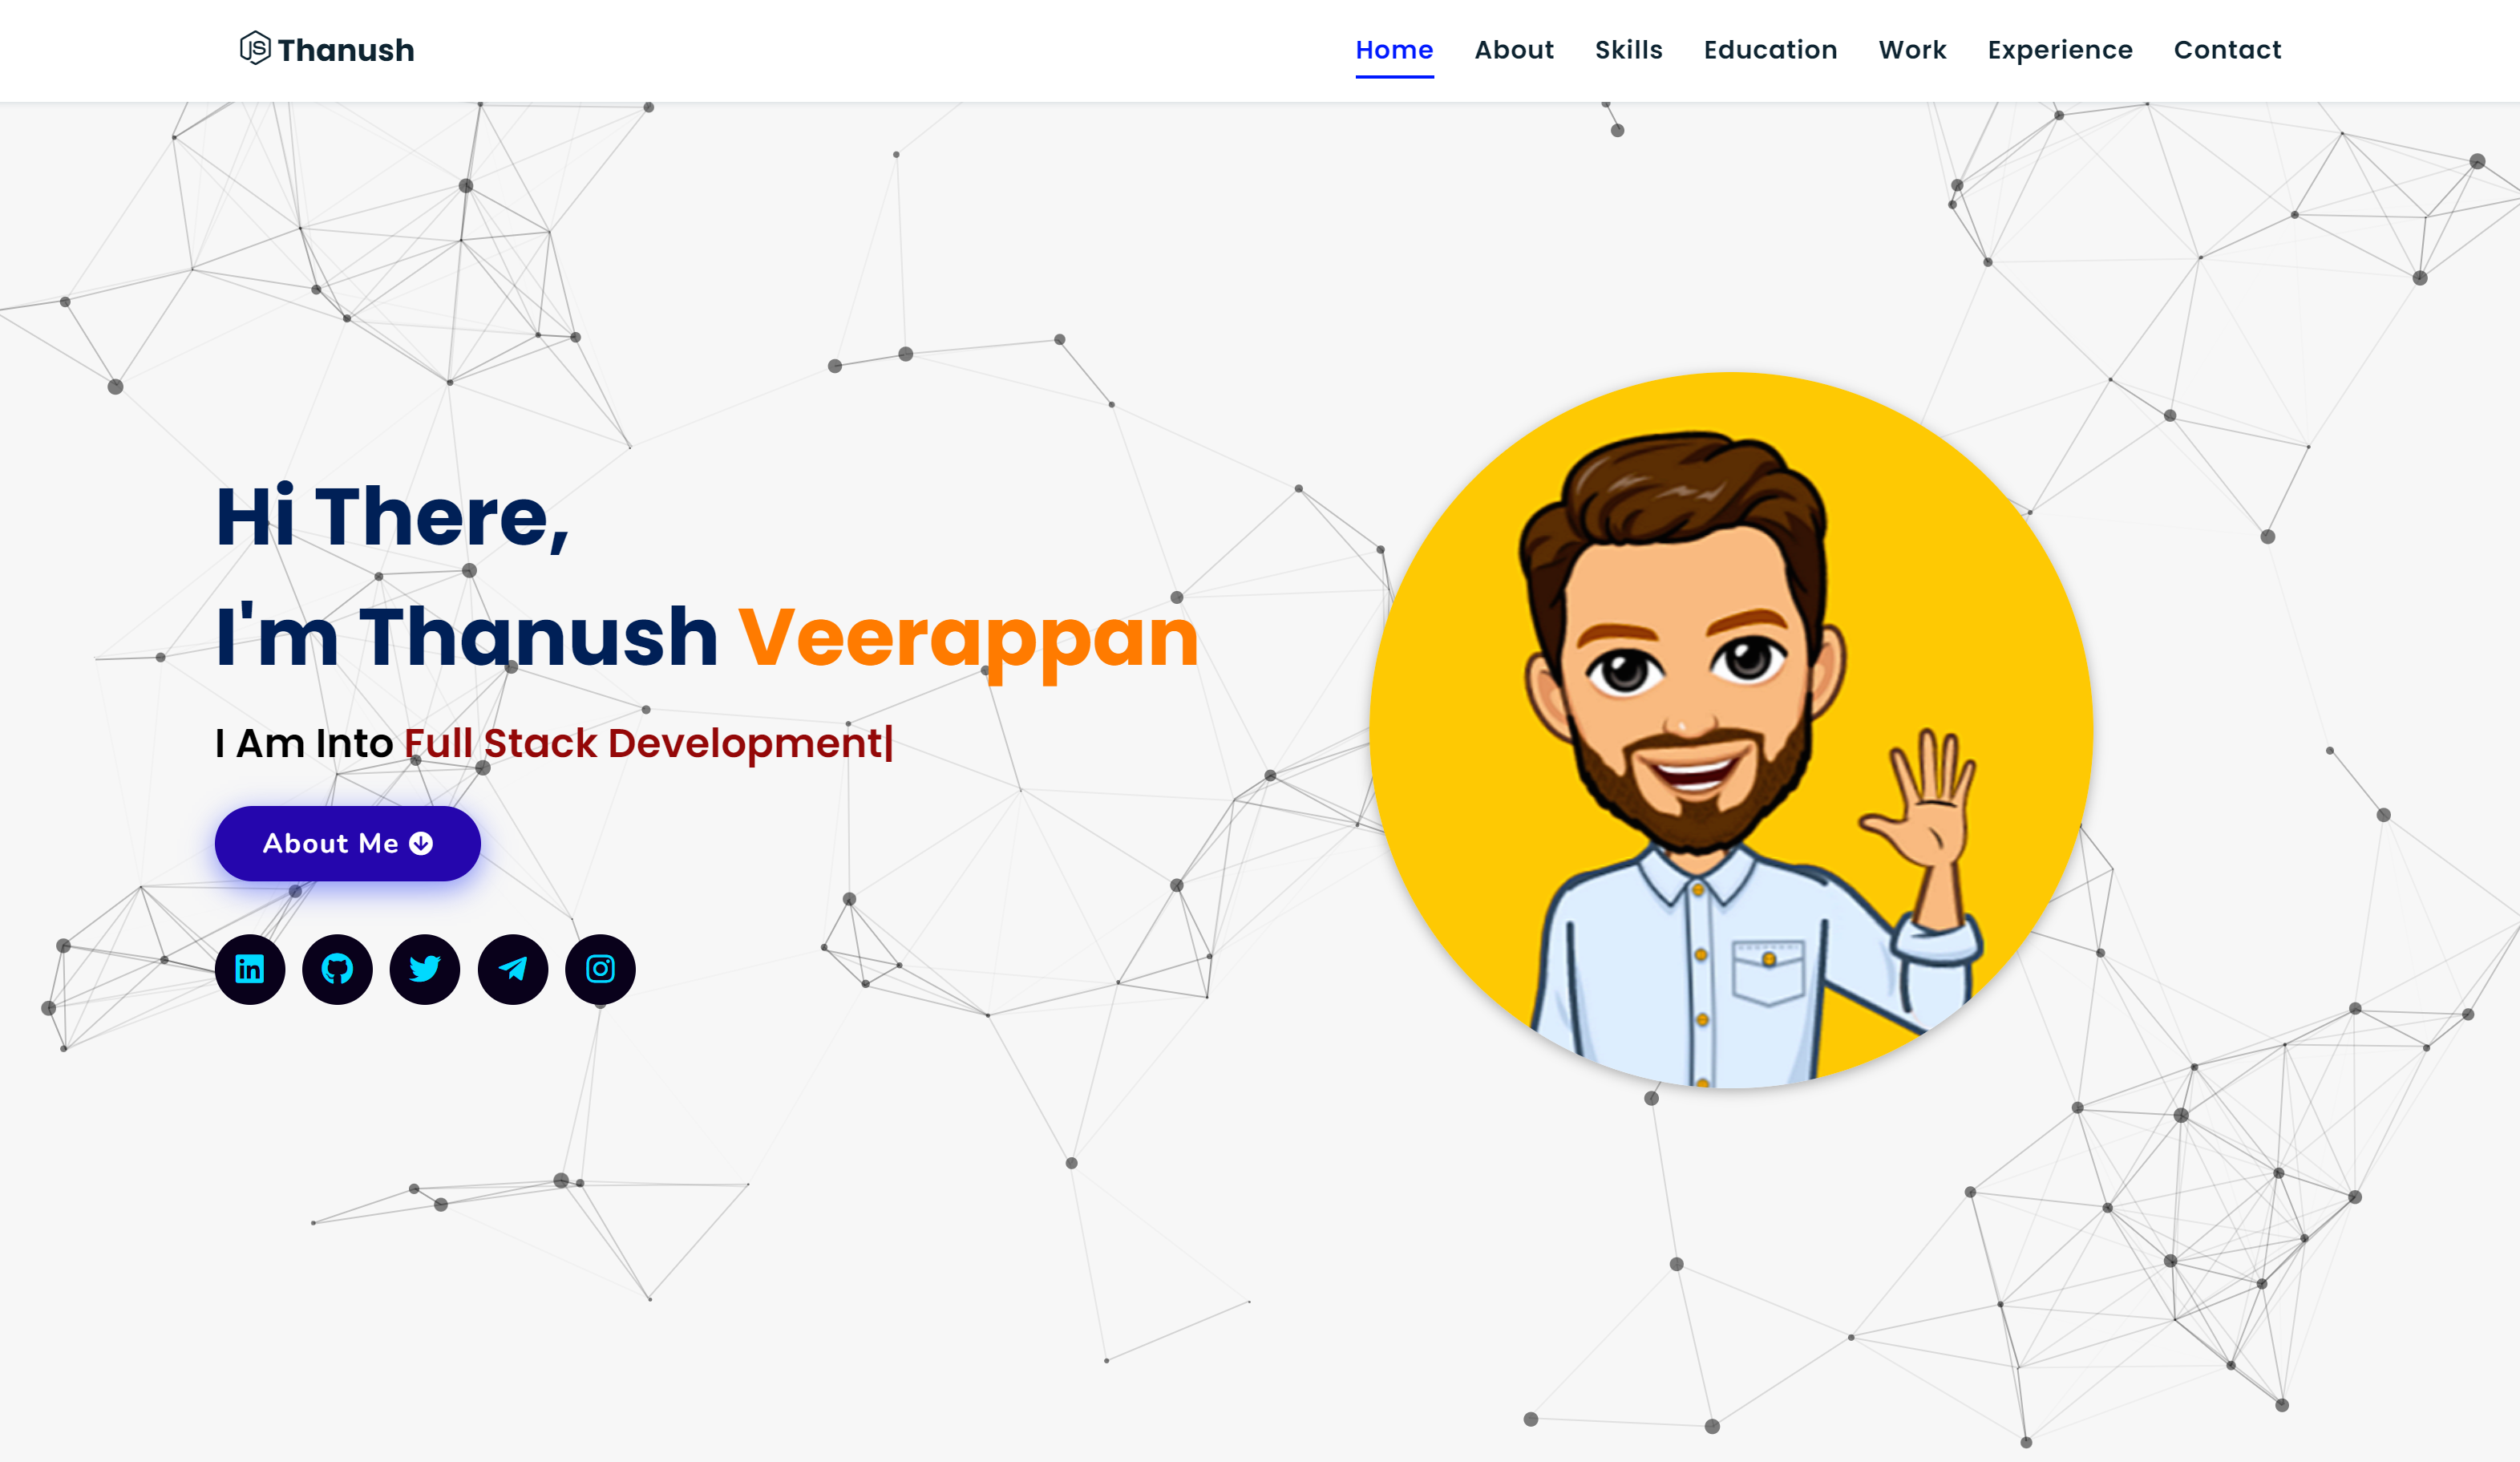 Thanush
Home About Skills Education Work Experience Contact
Hi There,
I'm Thanush Veerappan
I Am Into Full Stack Development|
About Me